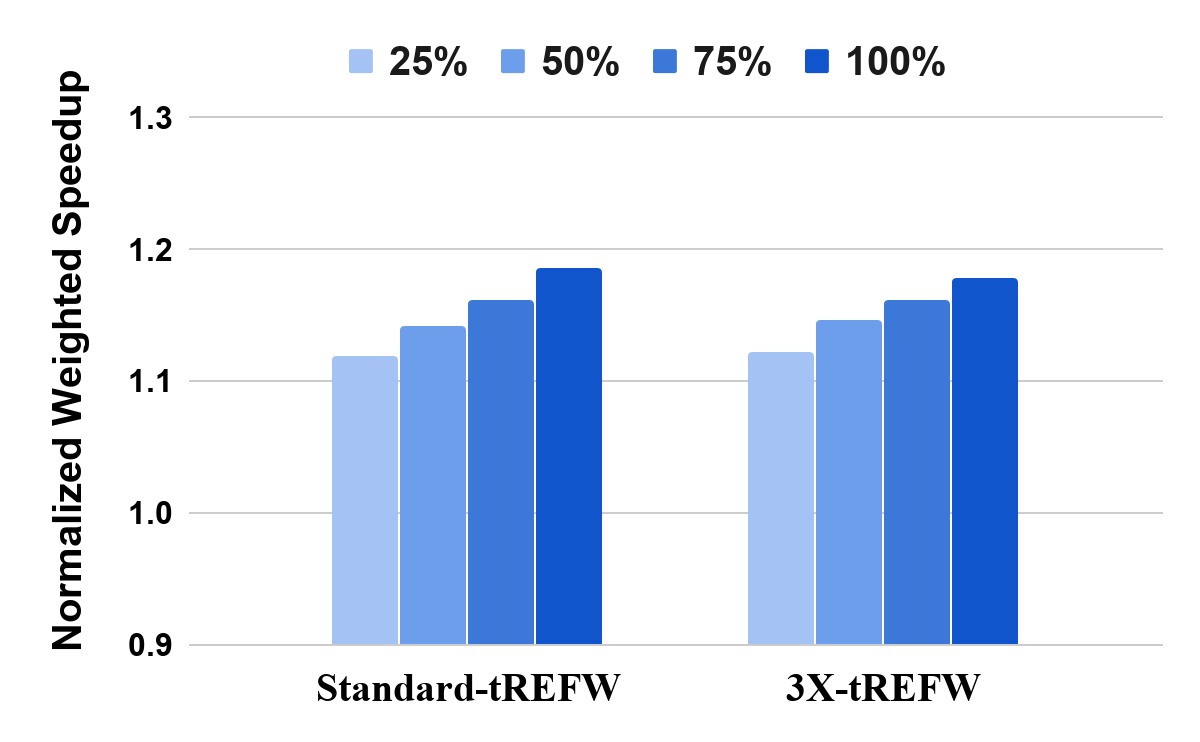 25% 50% 75% 100%
Normalized Weighted Speedup
1.3
1.2
1.1
1.0
0.9
Standard-tREFW 3X-tREFW